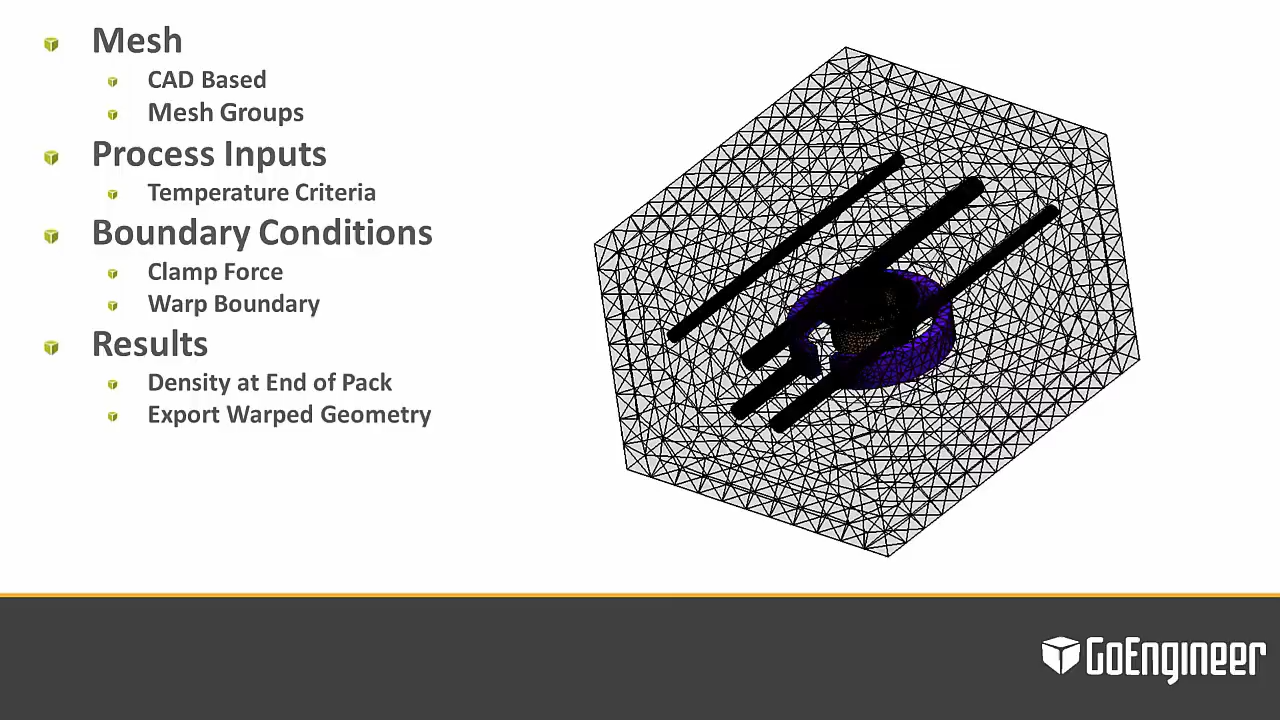 Mesh
CAD Based
Mesh Groups
Process Inputs
Temperature Criteria
Boundary Conditions
Clamp Force
Warp Boundary
Results
Density at End of Pack
Export Warped Geometry
GoEngineer